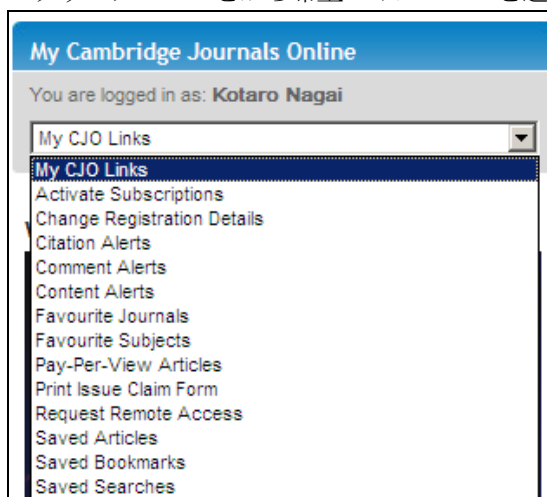 My Cambridge Journals Online
You are logged in as: Kotaro Nagai
My CJO Links
My CJO Links
Activate Subscriptions
Change Registration Details
Citation Alerts
Comment Alerts
Content Alerts
Favourite Journals
Favourite Subjects
Pay-Per-View Articles
Print Issue Claim Form
Request Remote Access
Saved Articles
Saved Bookmarks
Saved Searches